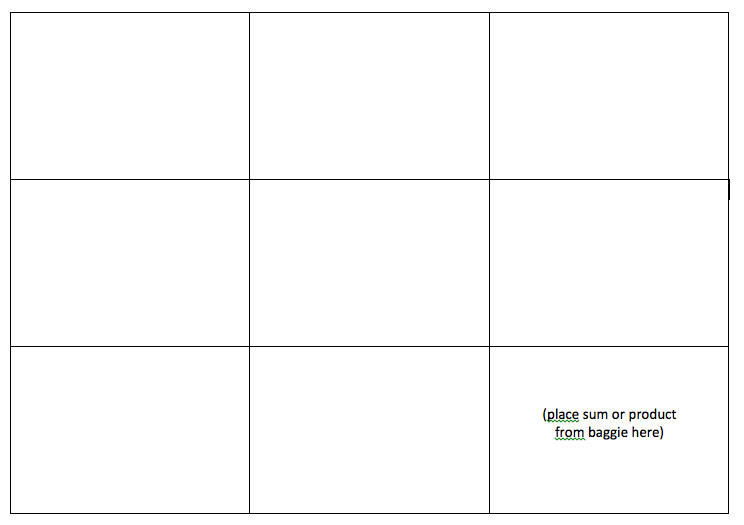 (place sum or product
from baggie here)